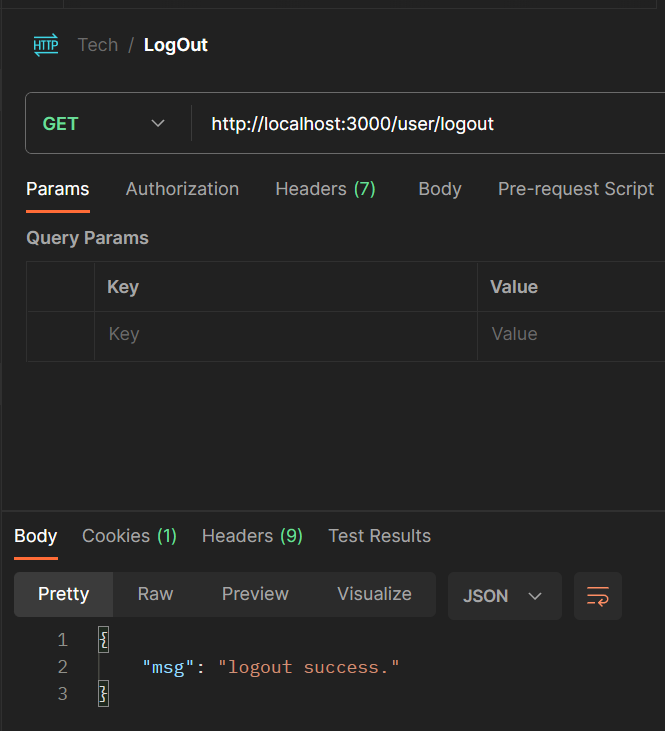 HTTP Tech / LogOut
GET http://localhost:3000/user/logout
Params Authorization Headers (7) Body Pre-request Script
Query Params
Key Value
Key Value
Body Cookies (1) Headers (9) Test Results
Pretty Raw Preview Visualize JSON
1 {
2 "msg": "logout success."
3 }